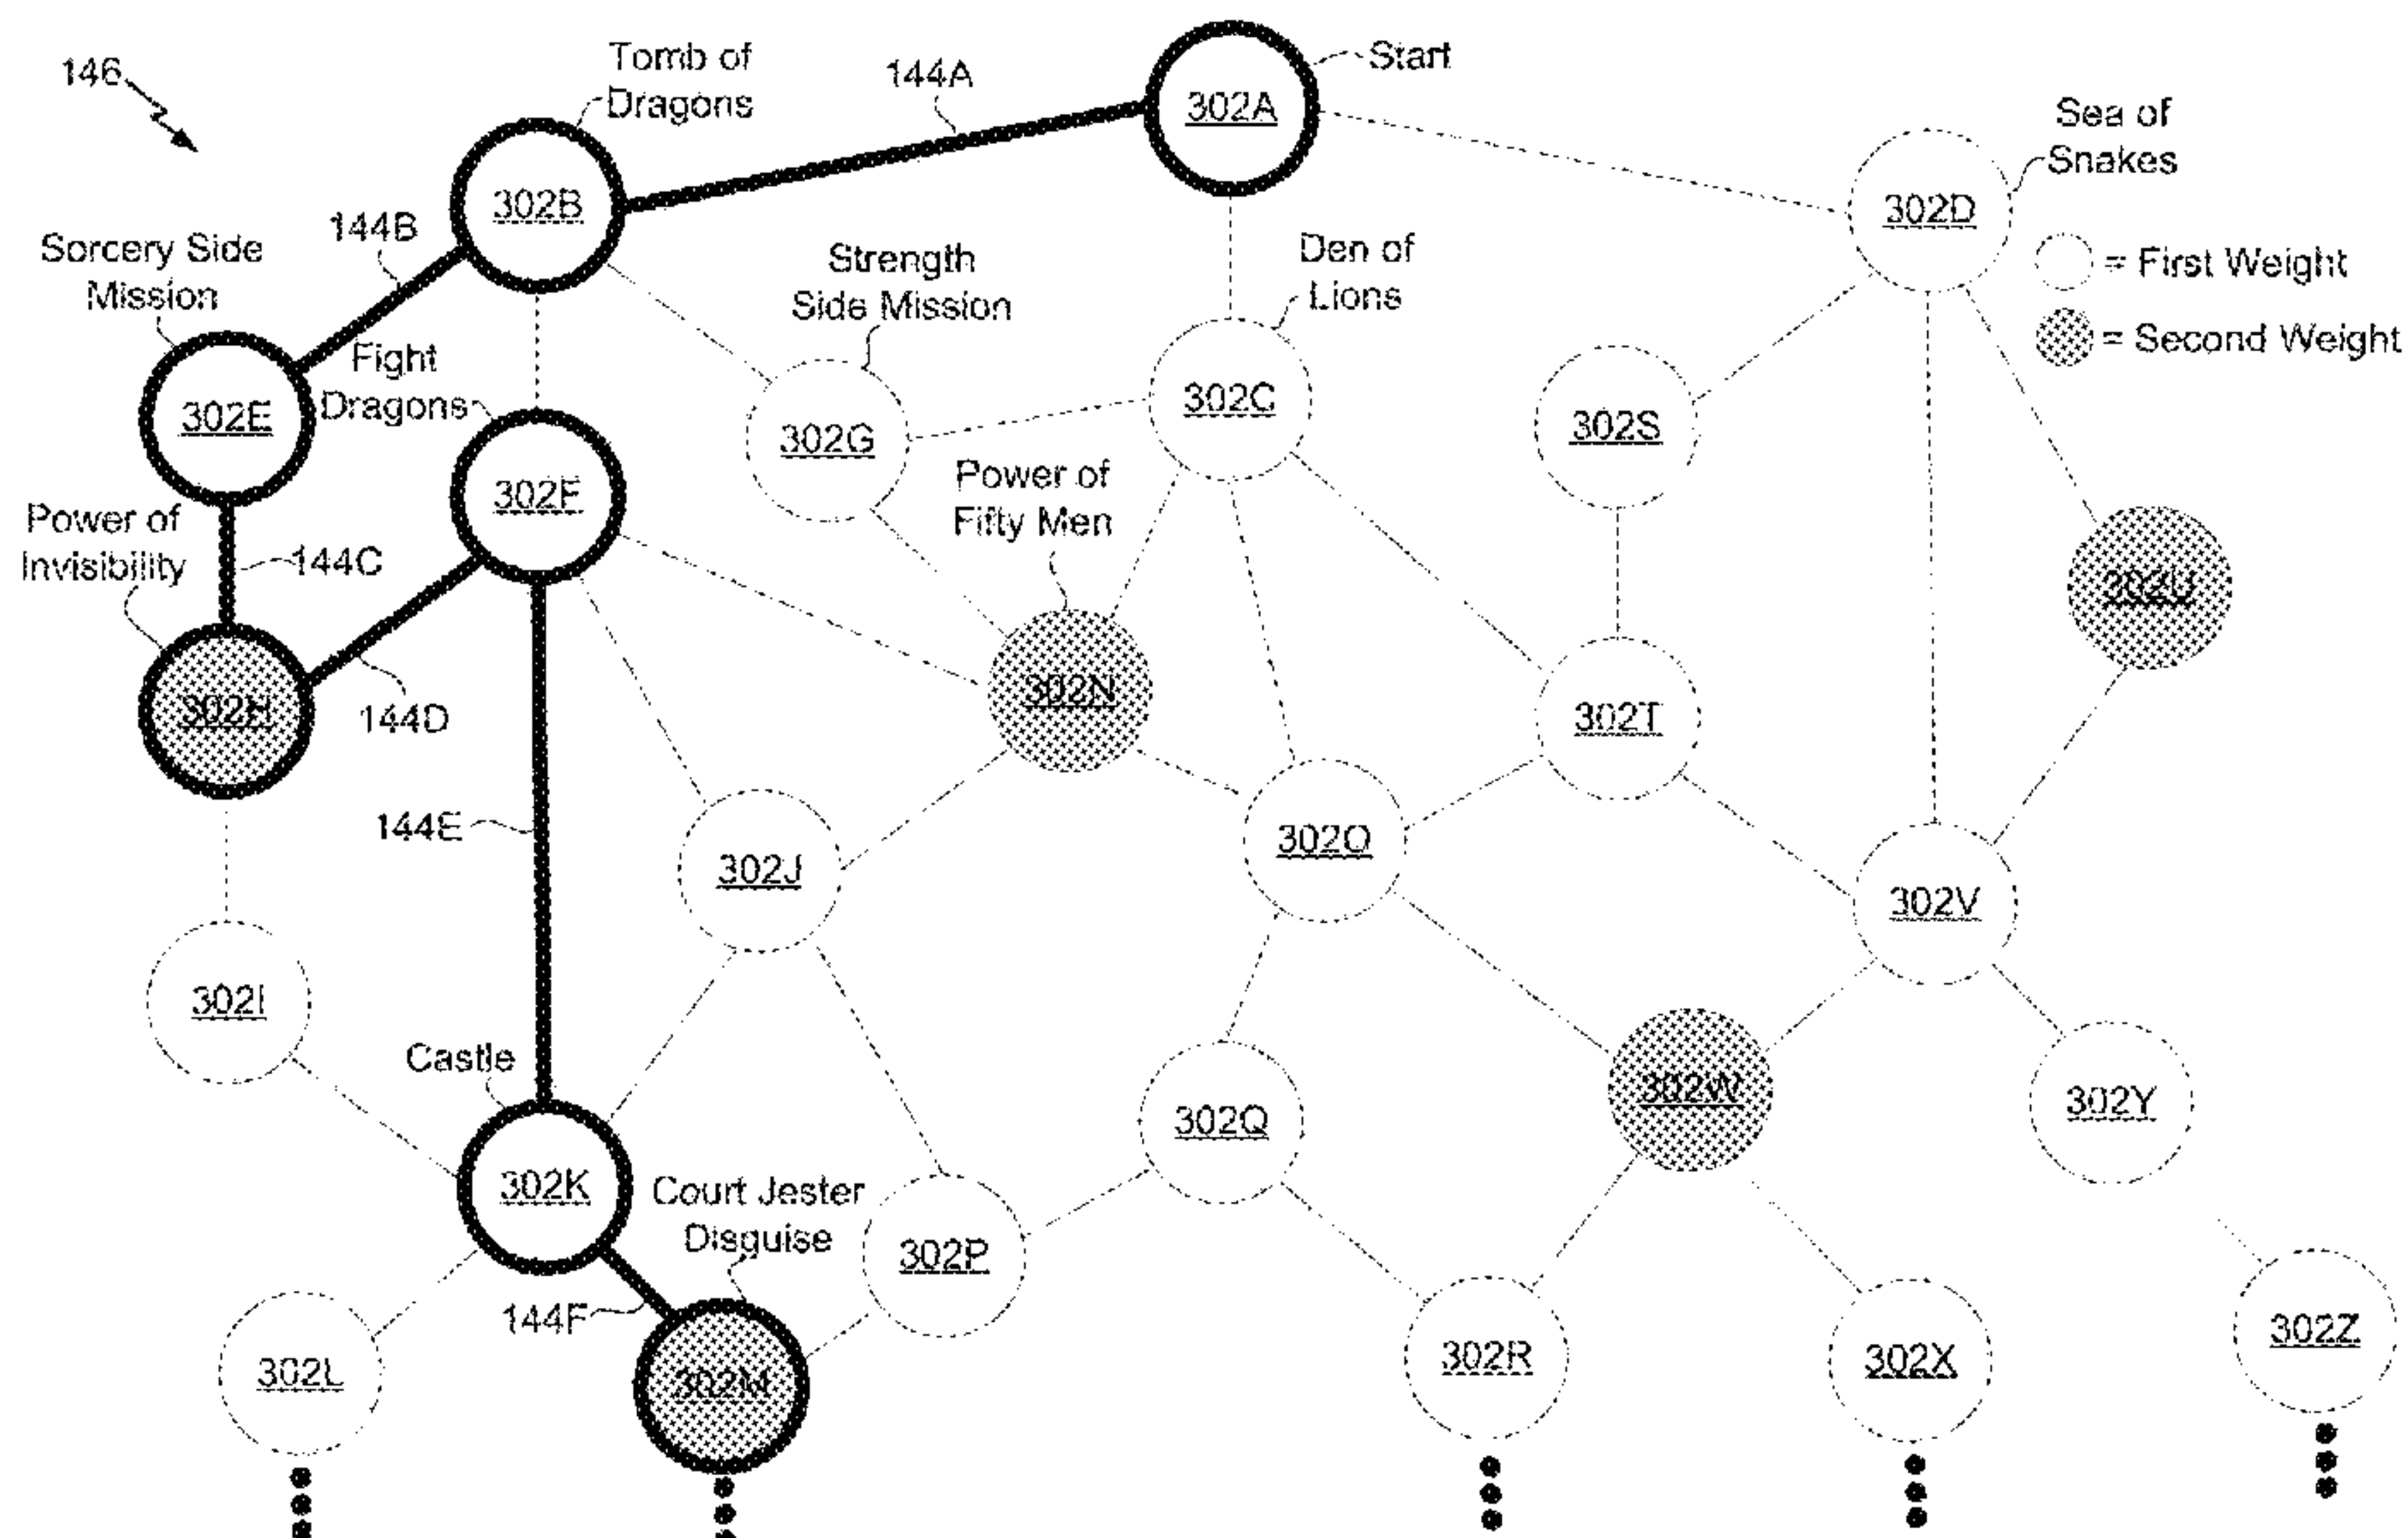 146
Tomb of
Dragons
144A
Start
302A
Sea of
Snakes
302B
302D
144B
Sorcery Side
Mission
Strength
Side Mission
Den of
Lions
= First Weight
= Second Weight
Fight
Dragons
302E
302F
302G
302C
302S
Power of
Invisibility
144C
Power of
Fifty Men
302U
302H
144D
302N
302T
144E
302J
302O
302V
302I
Castle
302K
Court Jester
Disguise
302P
302Q
302W
302Y
144F
302L
302M
302R
302X
302Z